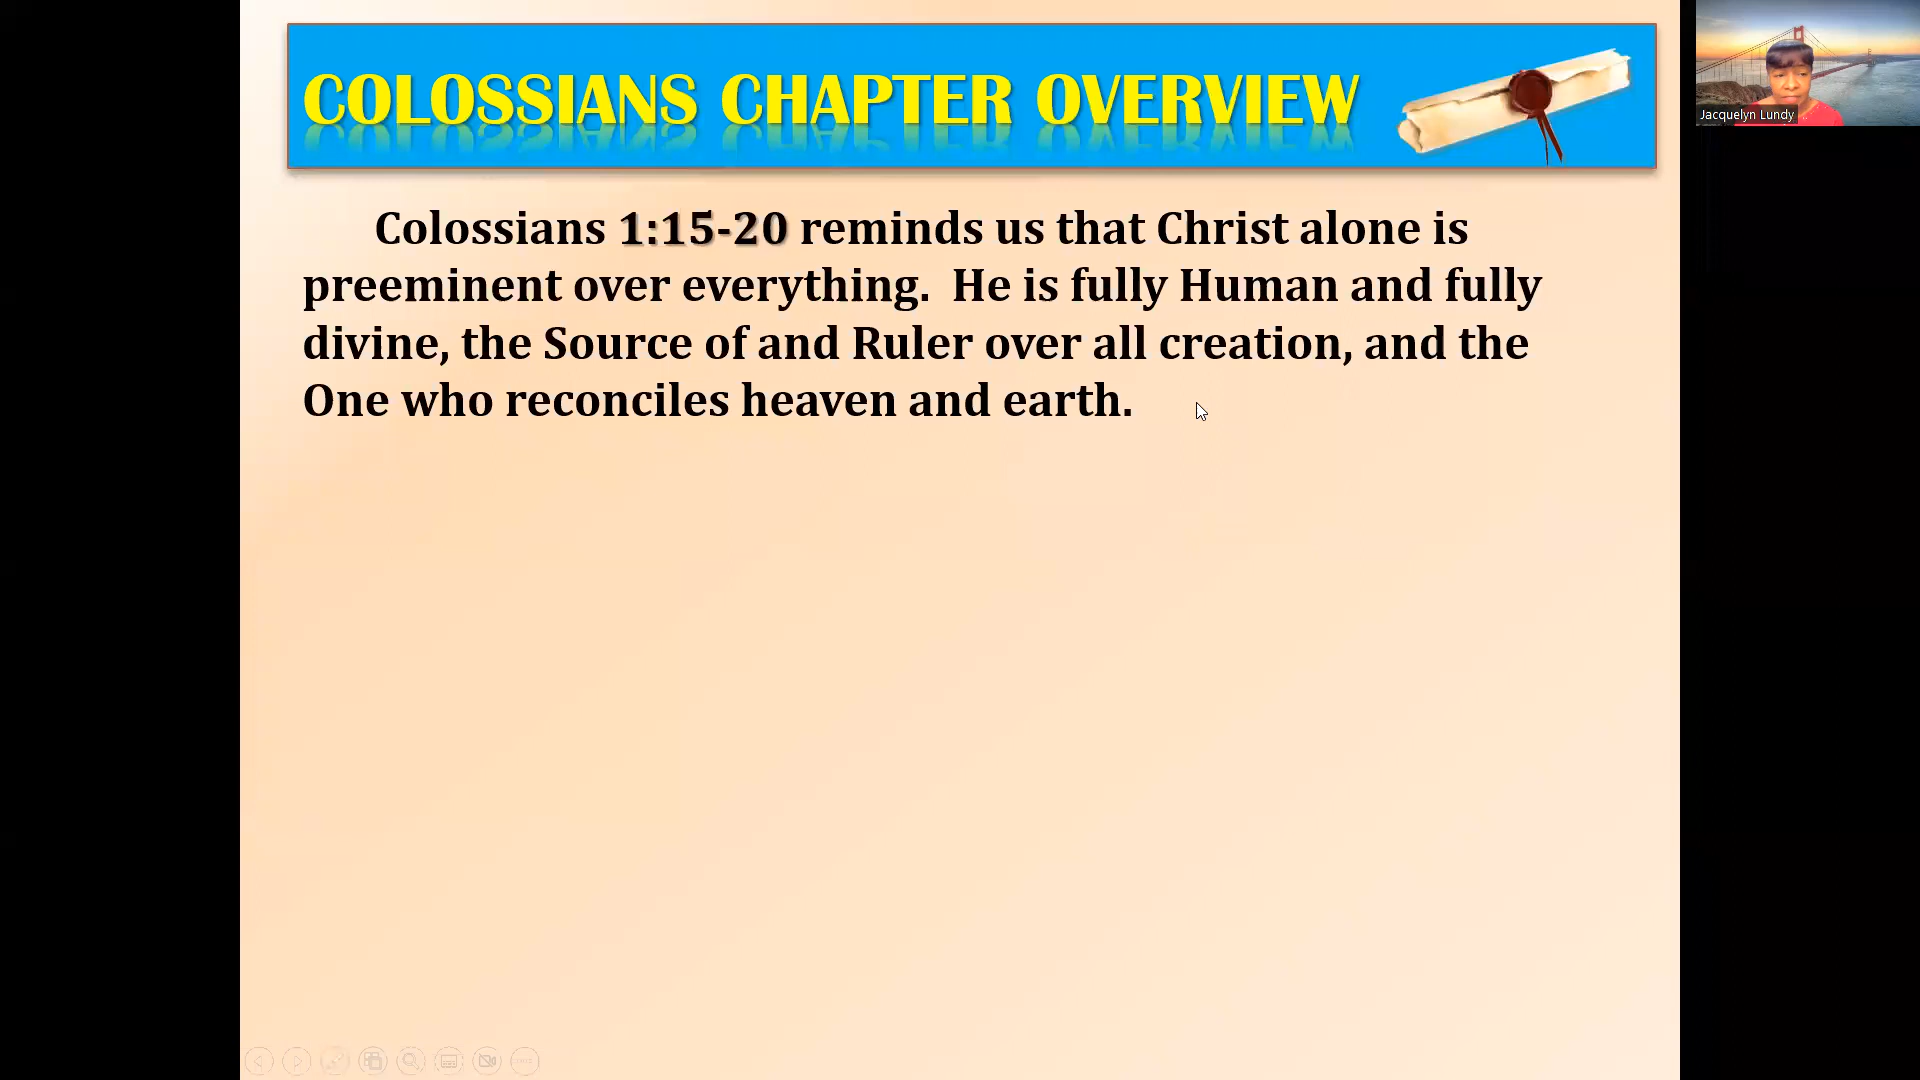 COLOSSIANS CHAPTER OVERVIEW
Jacquelyn Lundy
Colossians 1:15-20 reminds us that Christ alone is
preeminent over everything.  He is fully Human and fully
divine, the Source of and Ruler over all creation, and the
One who reconciles heaven and earth.